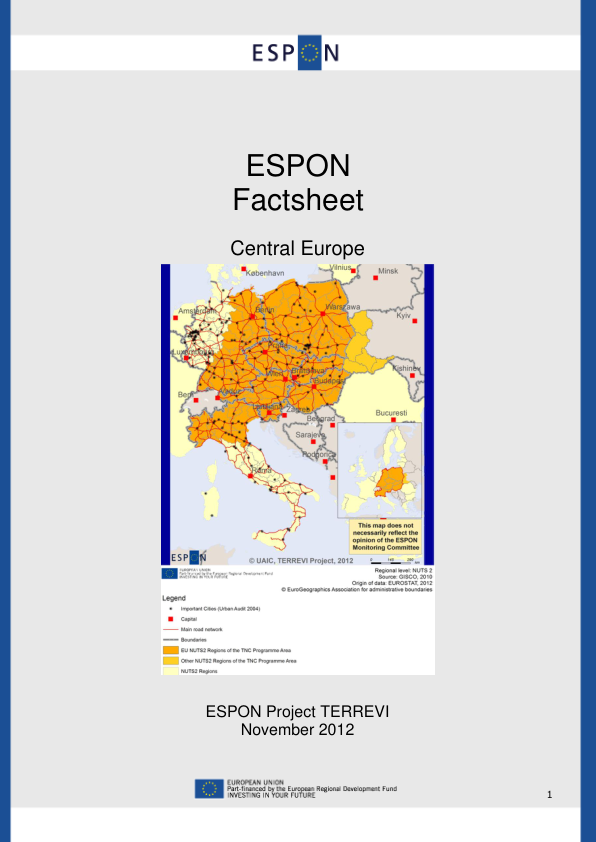 ESPON
ESPON
Factsheet
Central Europe
København
Vilnius
Minsk
Amsterdam
Berlin
Warszawa
Kyiv
Luxembourg
Praha
Kishinev
Wien
Bratislava
Budapest
Bern
Vaduz
Ljubljana
Zagreb
Bucuresti
Beograd
Sarajevo
Podgorica
Roma
This map does not
necessarily reflect the
opinion of the ESPON
Monitoring Committee
ESPON
© UAIC, TERREVI Project, 2012
EUROPEAN UNION
Part-financed by the European Regional Development Fund
INVESTING IN YOUR FUTURE
Regional level: NUTS 2
Source: GISCO, 2010
Origin of data: EUROSTAT, 2012
© EuroGeographics Association for administrative boundaries
Legend
Important Cities (Urban Audit 2004)
Capital
Main road network
Boundaries
EU NUTS2 Regions of the TNC Programme Area
Other NUTS2 Regions of the TNC Programme Area
NUTS2 Regions
ESPON Project TERREVI
November 2012
EUROPEAN UNION
Part-financed by the European Regional Development Fund
INVESTING IN YOUR FUTURE
1